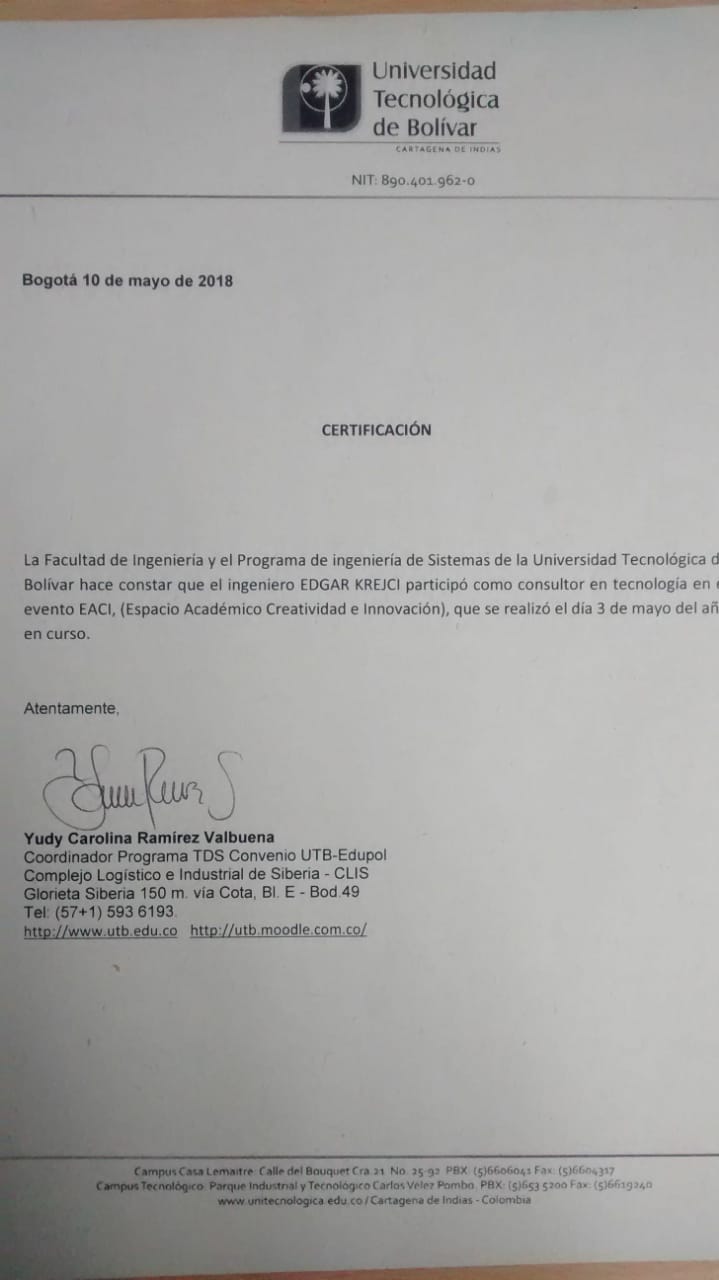 Universidad
Tecnológica
de Bolívar
CARTAGENA DE INDIAS
NIT: 890.401.962-0
Bogotá 10 de mayo de 2018
CERTIFICACIÓN
La Facultad de Ingeniería y el Programa de ingeniería de Sistemas de la Universidad Tecnológica d
Bolívar hace constar que el ingeniero EDGAR KREJCI participó como consultor en tecnología en e
evento EACI, (Espacio Académico Creatividad e Innovación), que se realizó el día 3 de mayo del añ
en curso.
Atentamente,
Yudy Carolina Ramírez Valbuena
Coordinador Programa TDS Convenio UTB-Edupol
Complejo Logístico e Industrial de Siberia - CLIS
Glorieta Siberia 150 m. vía Cota, Bl. E - Bod.49
Tel: (57+1) 593 6193.
http://www.utb.edu.co http://utb.moodle.com.co/
Campus Casa Lemaitre: Calle del Bouquet Cra 21 No. 25-92 PBX: (5)6606041 Fax: (5)6604317
Campus Tecnológico: Parque Industrial y Tecnológico Carlos Vélez Pombo. PBX: (5)653 5200 Fax: (5)6619240
www.unitecnologica.edu.co / Cartagena de Indias - Colombia